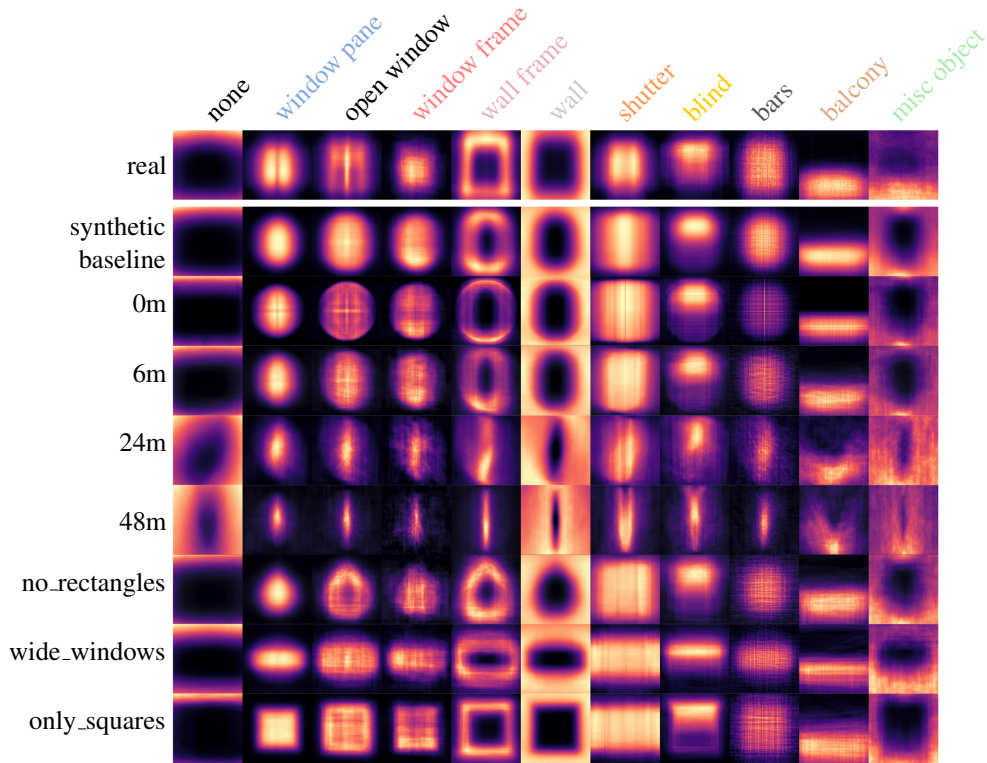 none
window pane
open window
window frame
wall frame
wall
shutter
blind
bars
balcony
misc object
real
synthetic
baseline
0m
6m
24m
48m
no_rectangles
wide_windows
only_squares